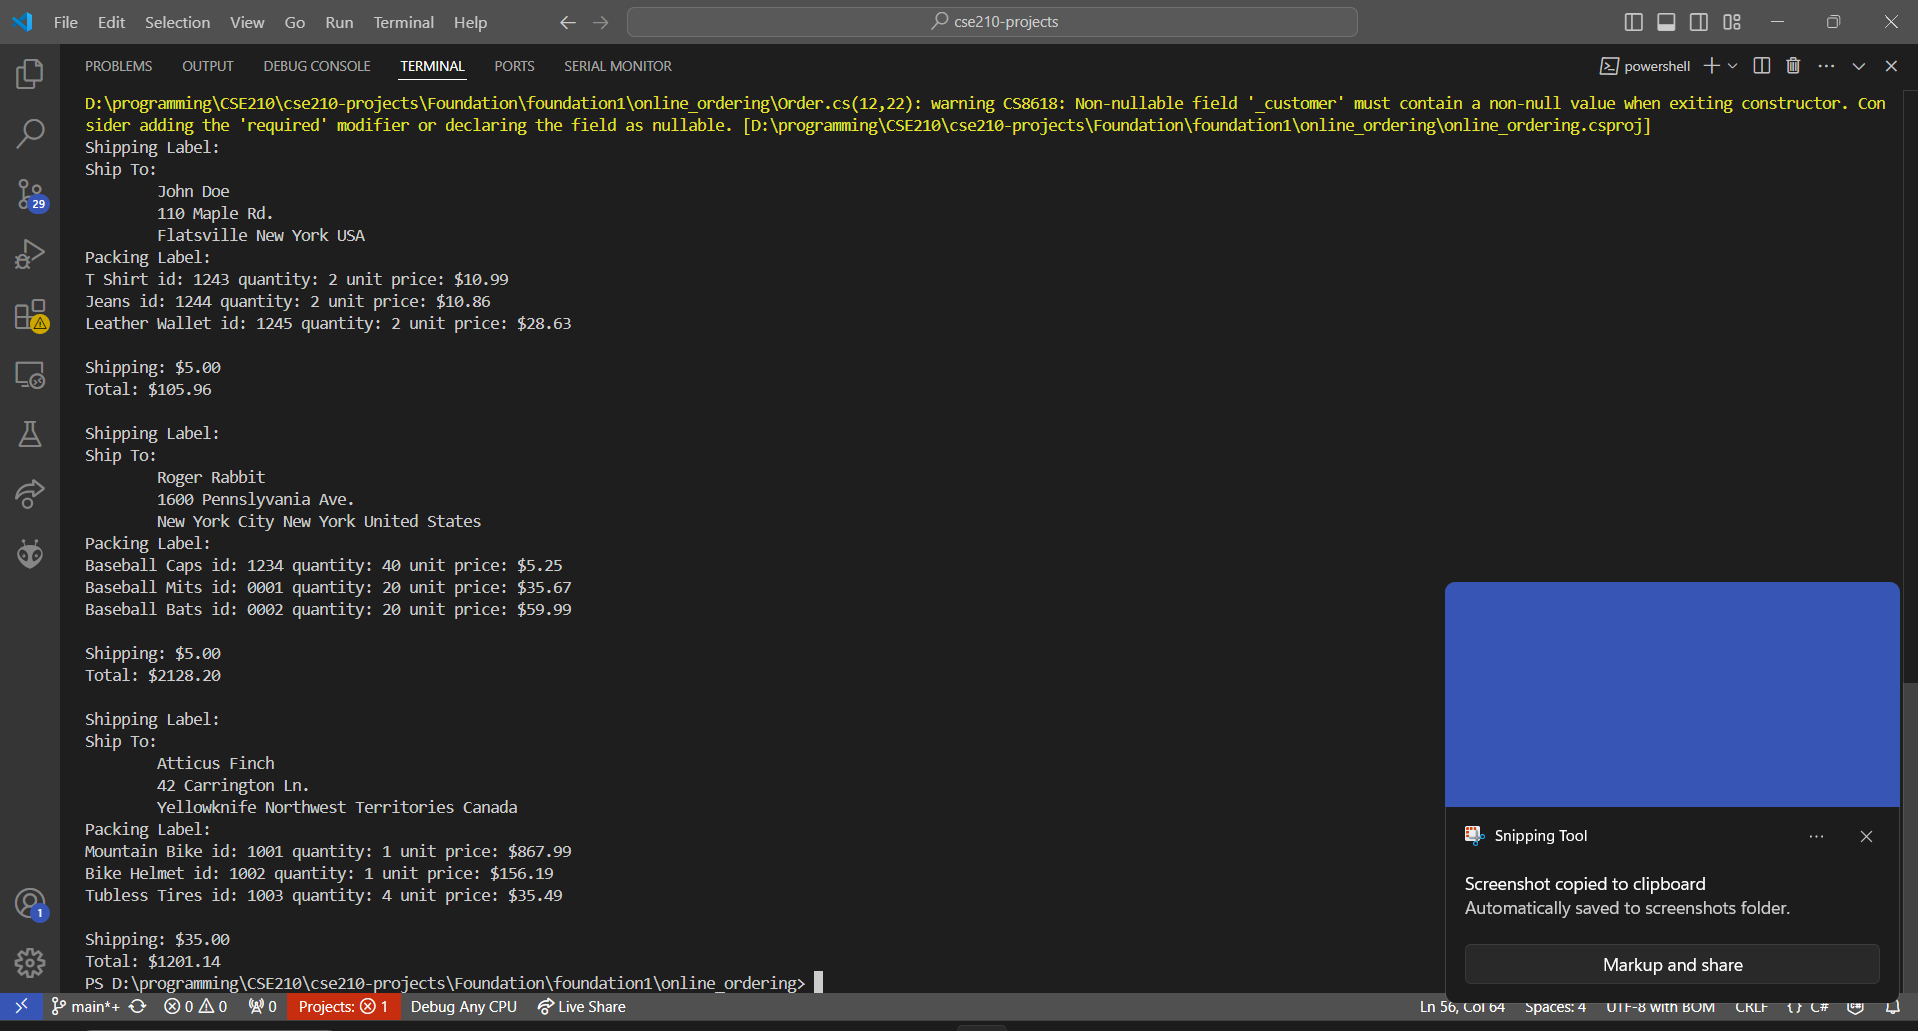 File Edit Selection View Go Run Terminal Help cse210-projects
PROBLEMS OUTPUT DEBUG CONSOLE TERMINAL PORTS SERIAL MONITOR powershell
D:\programming\CSE210\cse210-projects\Foundation\foundation1\online_ordering\Order.cs(12,22): warning CS8618: Non-nullable field '_customer' must contain a non-null value when exiting constructor. Con
sider adding the 'required' modifier or declaring the field as nullable. [D:\programming\CSE210\cse210-projects\Foundation\foundation1\online_ordering\online_ordering.csproj]
Shipping Label:
Ship To:
John Doe
110 Maple Rd.
Flatsville New York USA
Packing Label:
T Shirt id: 1243 quantity: 2 unit price: $10.99
Jeans id: 1244 quantity: 2 unit price: $10.86
Leather Wallet id: 1245 quantity: 2 unit price: $28.63
Shipping: $5.00
Total: $105.96
Shipping Label:
Ship To:
Roger Rabbit
1600 Pennslyvania Ave.
New York City New York United States
Packing Label:
Baseball Caps id: 1234 quantity: 40 unit price: $5.25
Baseball Mits id: 0001 quantity: 20 unit price: $35.67
Baseball Bats id: 0002 quantity: 20 unit price: $59.99
Shipping: $5.00
Total: $2128.20
Shipping Label:
Ship To:
Atticus Finch
42 Carrington Ln.
Yellowknife Northwest Territories Canada
Packing Label:
Mountain Bike id: 1001 quantity: 1 unit price: $867.99
Bike Helmet id: 1002 quantity: 1 unit price: $156.19
Tubless Tires id: 1003 quantity: 4 unit price: $35.49
Shipping: $35.00
Total: $1201.14
PS D:\programming\CSE210\cse210-projects\Foundation\foundation1\online_ordering>
29
1
Snipping Tool
Screenshot copied to clipboard
Automatically saved to screenshots folder.
Markup and share
main*+ 0 0 0 Projects: 1 Debug Any CPU Live Share Ln 56, Col 64 Spaces: 4 UTF-8 with BOM CRLF {} C#